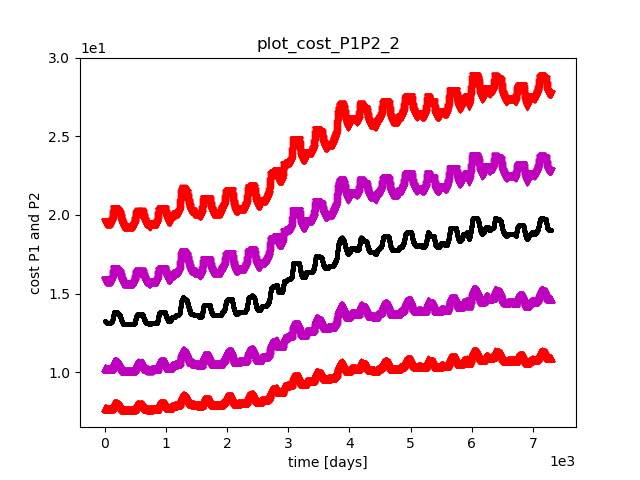 plot_cost_P1P2_2
1e1
3.0
2.5
2.0
1.5
1.0
cost P1 and P2
0 1 2 3 4 5 6 7
1e3
time [days]